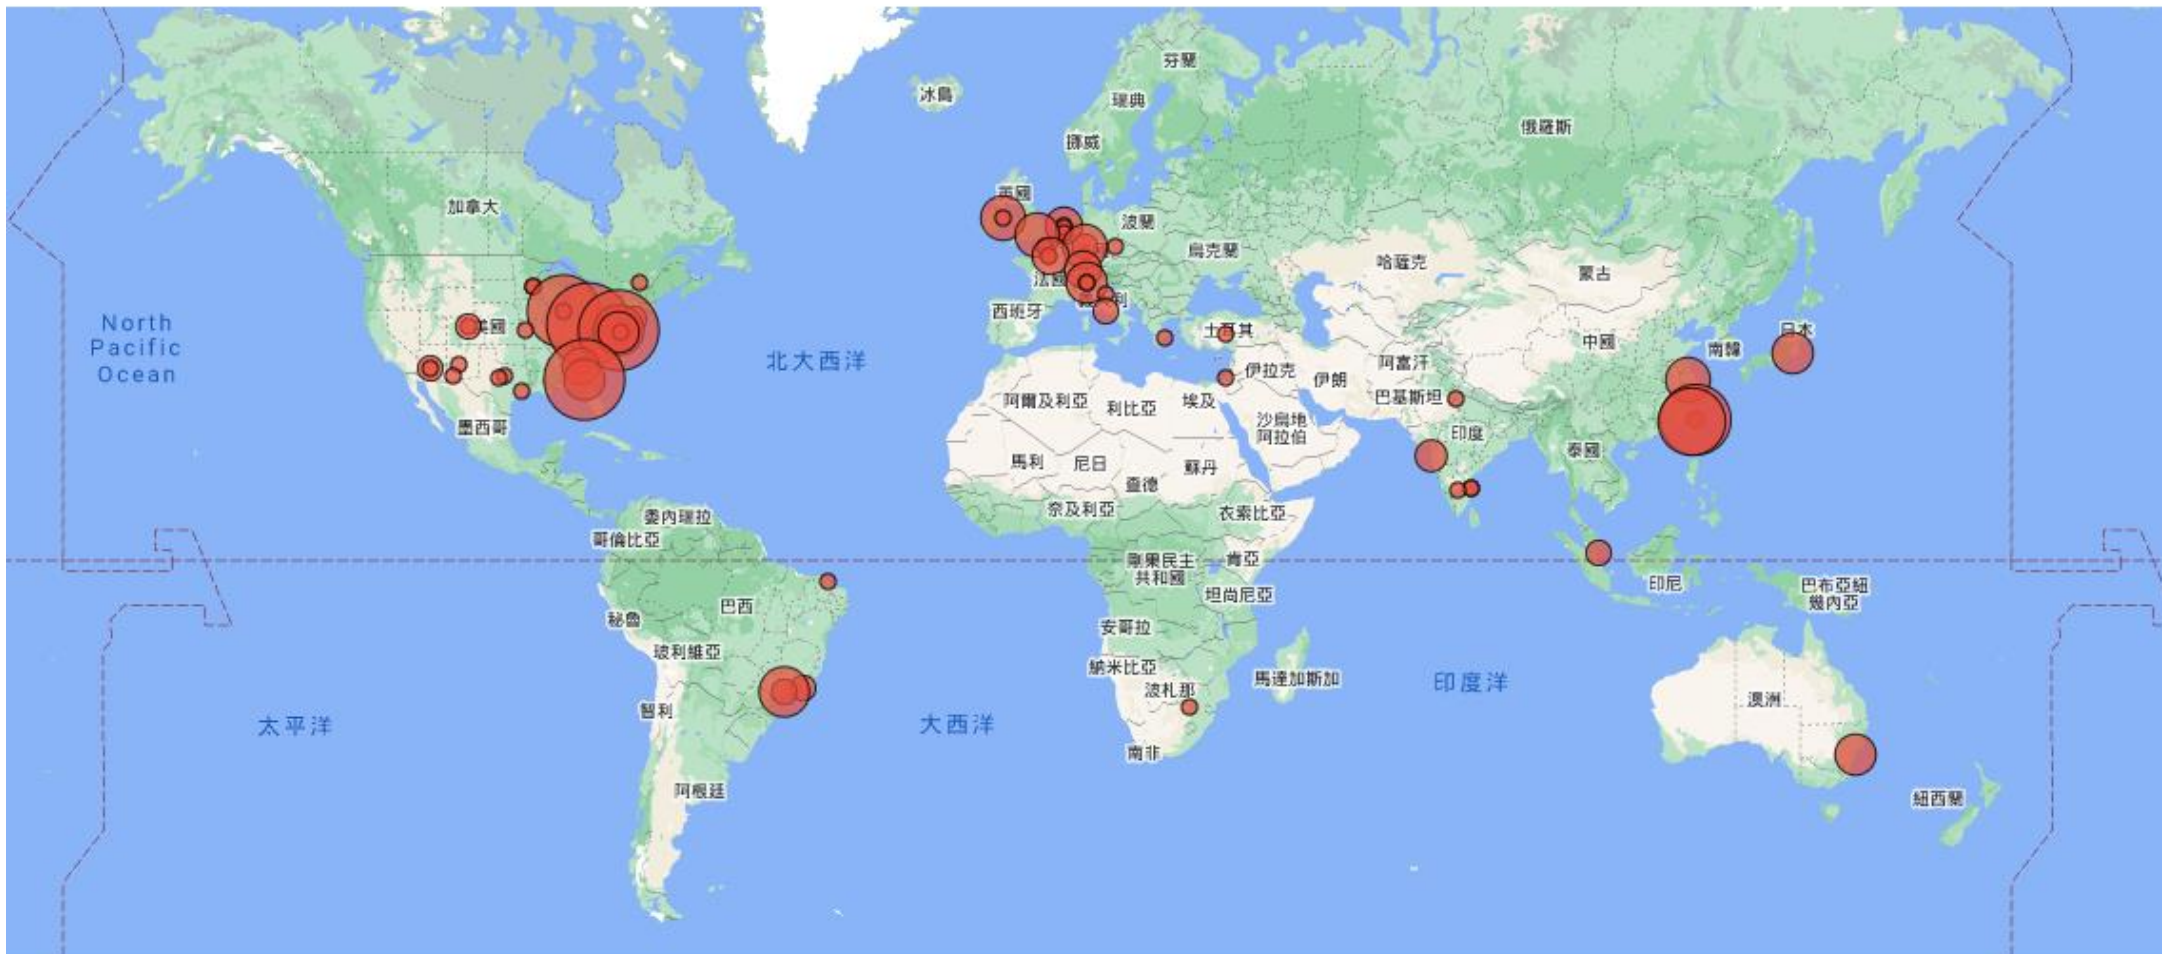 芬蘭
冰島
瑞典
俄羅斯
挪威
英國
加拿大
波蘭
烏克蘭
哈薩克
蒙古
法國
西班牙
North
Pacific
Ocean
美國
土耳其
日本
中國
南韓
北大西洋
伊拉克
伊朗
阿富汗
巴基斯坦
阿爾及利亞
利比亞
埃及
沙烏地
阿拉伯
墨西哥
印度
泰國
馬利
尼日
查德
蘇丹
奈及利亞
衣索比亞
委內瑞拉
哥倫比亞
剛果民主
共和國
肯亞
印尼
巴布亞紐
幾內亞
坦尚尼亞
巴西
秘魯
安哥拉
玻利維亞
納米比亞
波札那
馬達加斯加
印度洋
澳洲
智利
太平洋
大西洋
南非
阿根廷
紐西蘭